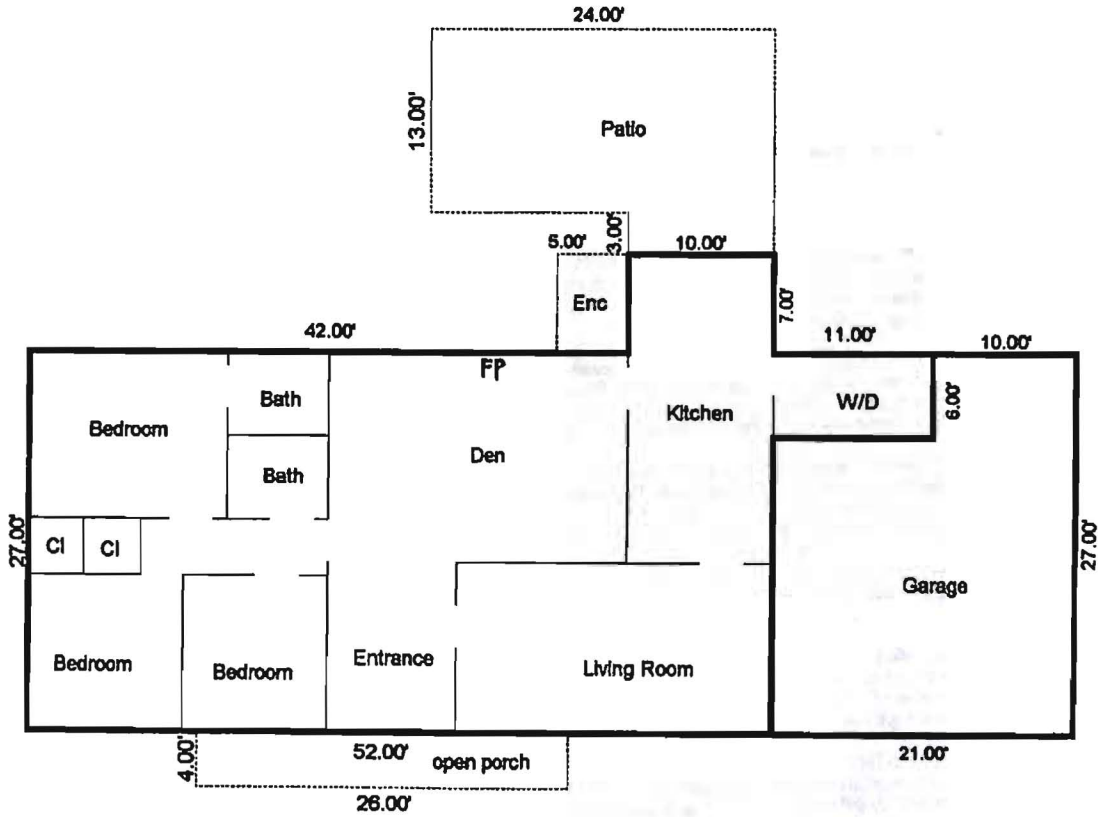 24.00'
13.00'
Patio
3.00'
5.00'
10.00'
Enc
7.00'
42.00'
11.00'
10.00'
FP
Bath
Kitchen
W/D
6.00'
Bedroom
Den
Bath
27.00'
Cl
Cl
27.00'
Garage
Bedroom
Bedroom
Entrance
Living Room
4.00'
52.00'
open porch
21.00'
26.00'